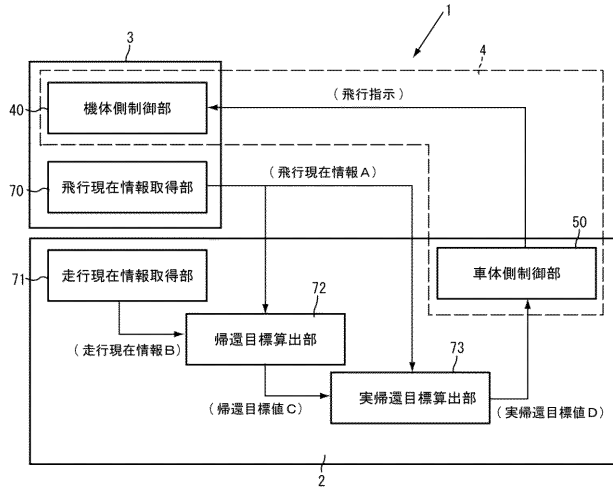 1
3
4
40
機体側制御部
(飛行指示)
70
飛行現在情報取得部
(飛行現在情報A)
50
車体側制御部
71
走行現在情報取得部
72
帰還目標算出部
(走行現在情報B)
73
実帰還目標算出部
(帰還目標値C)
(実帰還目標値D)
2